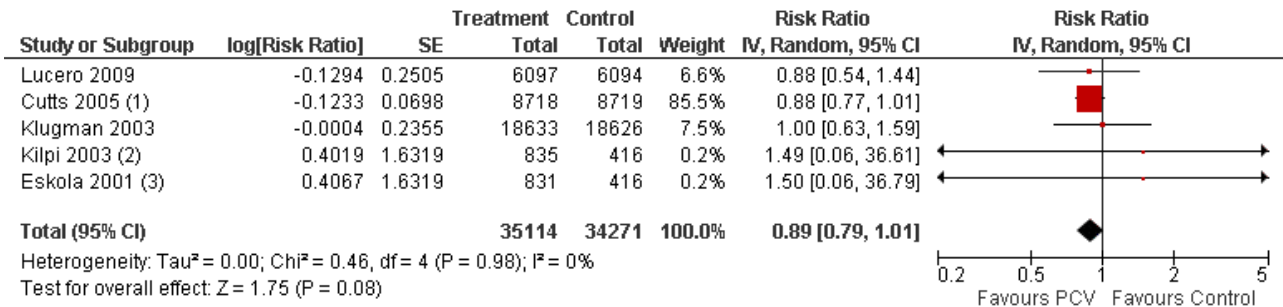 Treatment Control Risk Ratio Risk Ratio
Study or Subgroup log[Risk Ratio] SE Total Total Weight IV, Random, 95% CI IV, Random, 95% CI
Lucero 2009 -0.1294 0.2505 6097 6094 6.6% 0.88 [0.54, 1.44]
Cutts 2005 (1) -0.1233 0.0698 8718 8719 85.5% 0.88 [0.77, 1.01]
Klugman 2003 -0.0004 0.2355 18633 18626 7.5% 1.00 [0.63, 1.59]
Kilpi 2003 (2) 0.4019 1.6319 835 416 0.2% 1.49 [0.06, 36.61]
Eskola 2001 (3) 0.4067 1.6319 831 416 0.2% 1.50 [0.06, 36.79]
Total (95% CI) 35114 34271 100.0% 0.89 [0.79, 1.01]
Heterogeneity: Tau² = 0.00; Chi² = 0.46, df = 4 (P = 0.98); I² = 0%
Test for overall effect: Z = 1.75 (P = 0.08)
0.2 0.5 1 2 5
Favours PCV Favours Control